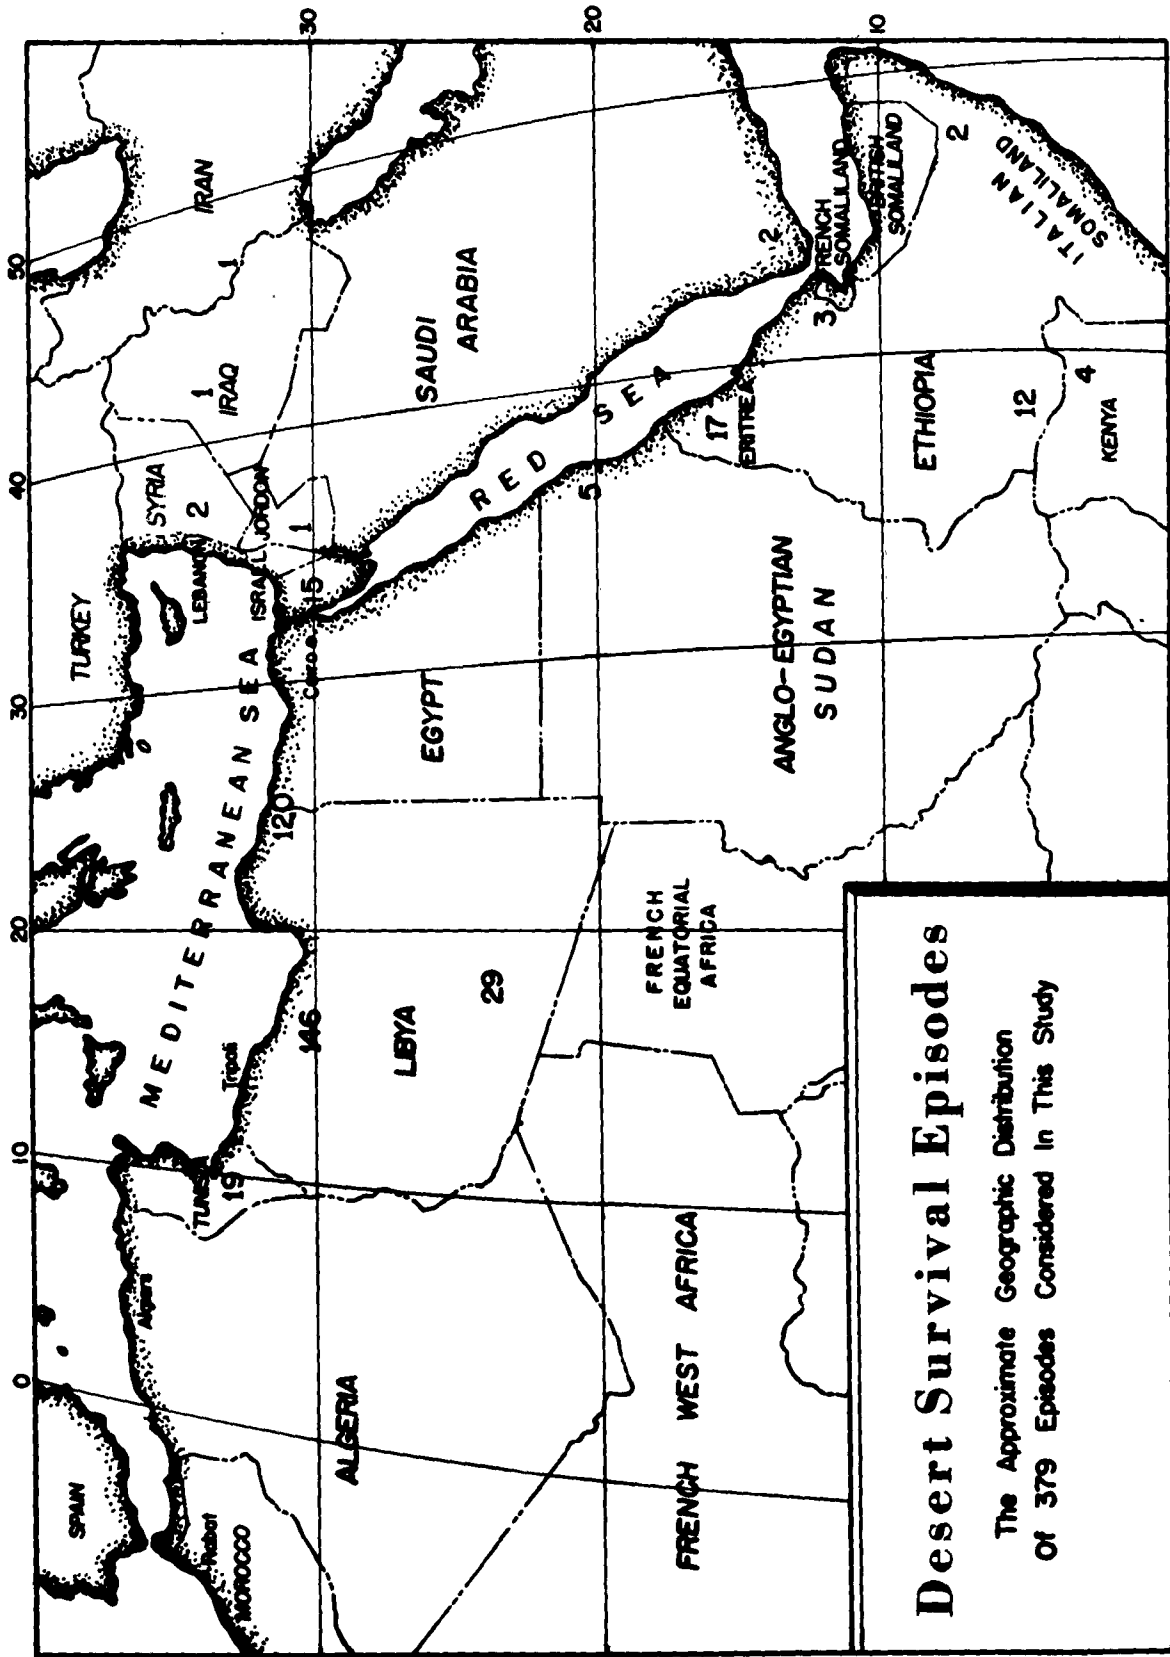 0
10
20
30
40
50
30
20
10
SPAIN
Rabat
MOROCCO
Algiers
ALGERIA
TUNISIA
19
Tripoli
MEDITERRANEAN SEA
146
LIBYA
29
120
TURKEY
LEBANON
ISRAEL
SYRIA
2
JORDON
1
15
Cairo
EGYPT
1
IRAQ
1
IRAN
SAUDI
ARABIA
RED SEA
5
2
3
FRENCH
SOMALILAND
BRITISH
SOMALILAND
2
ITALIAN
SOMALILAND
17
ERITREA
ETHIOPIA
12
4
KENYA
ANGLO-EGYPTIAN
SUDAN
FRENCH
EQUATORIAL
AFRICA
FRENCH WEST AFRICA
Desert Survival Episodes
The Approximate Geographic Distribution
Of 379 Episodes Considered In This Study